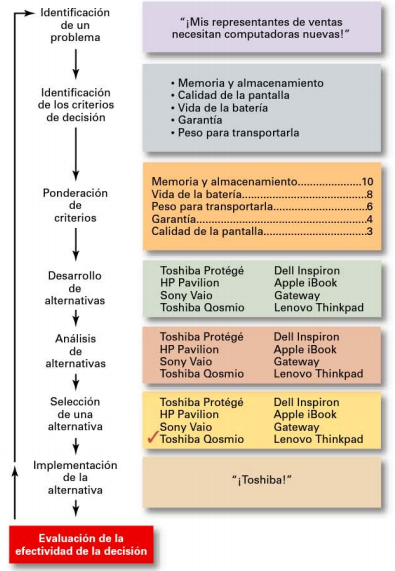 Identificación
de un
problema
“¡Mis representantes de ventas
necesitan computadoras nuevas!”
Identificación
de los criterios
de decisión
• Memoria y almacenamiento
• Calidad de la pantalla
• Vida de la batería
• Garantía
• Peso para transportarla
Ponderación
de
criterios
Memoria y almacenamiento.....................10
Vida de la batería.........................................8
Peso para transportarla...............................6
Garantía.........................................................4
Calidad de la pantalla..................................3
Desarrollo
de
alternativas
Toshiba Protégé Dell Inspiron
HP Pavilion Apple iBook
Sony Vaio Gateway
Toshiba Qosmio Lenovo Thinkpad
Análisis
de
alternativas
Toshiba Protégé Dell Inspiron
HP Pavilion Apple iBook
Sony Vaio Gateway
Toshiba Qosmio Lenovo Thinkpad
Selección
de una
alternativa
Toshiba Protégé Dell Inspiron
HP Pavilion Apple iBook
Sony Vaio Gateway
✓Toshiba Qosmio Lenovo Thinkpad
Implementación
de la
alternativa
“¡Toshiba!”
Evaluación de la
efectividad de la decisión